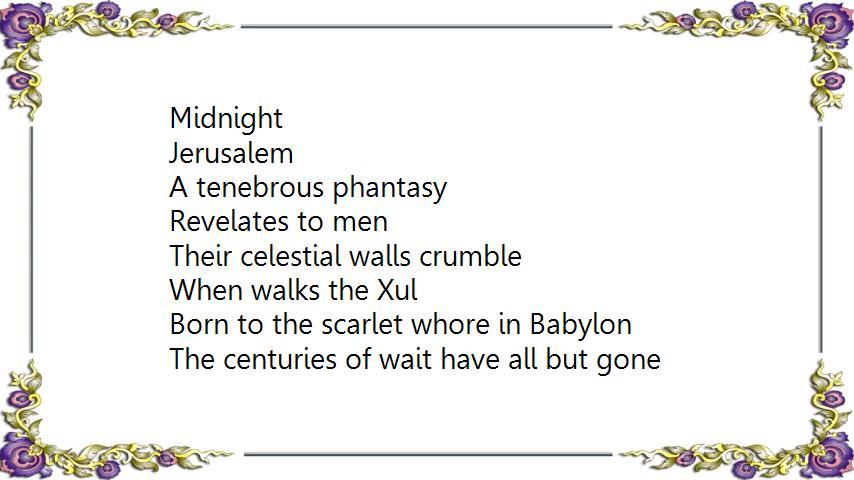 Midnight
Jerusalem
A tenebrous phantasy
Revelates to men
Their celestial walls crumble
When walks the Xul
Born to the scarlet whore in Babylon
The centuries of wait have all but gone